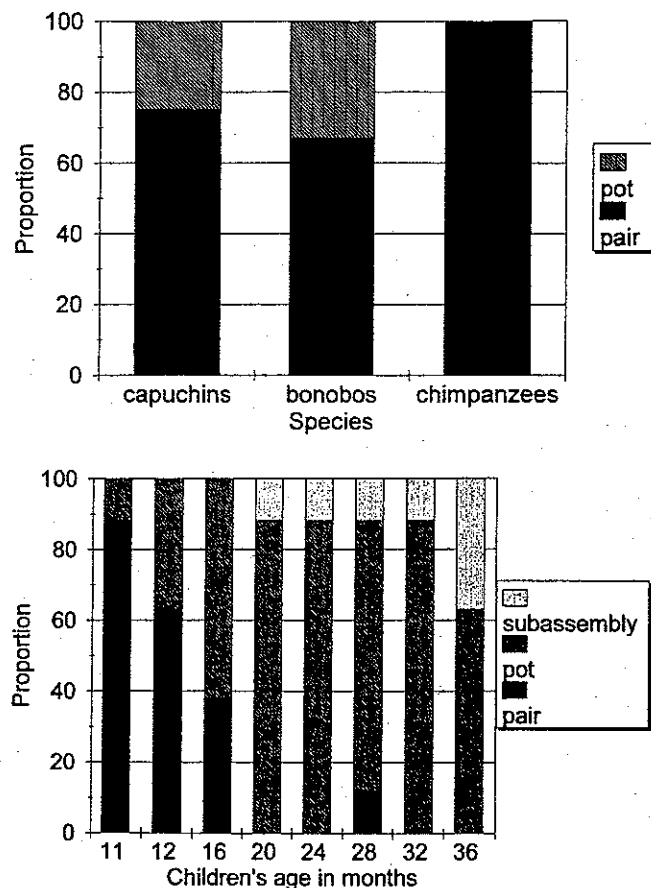 100
80
60
40
20
0
Proportion
capuchins bonobos chimpanzees
Species
pot
pair
100
80
60
40
20
0
Proportion
11 12 16 20 24 28 32 36
Children's age in months
subassembly
pot
pair